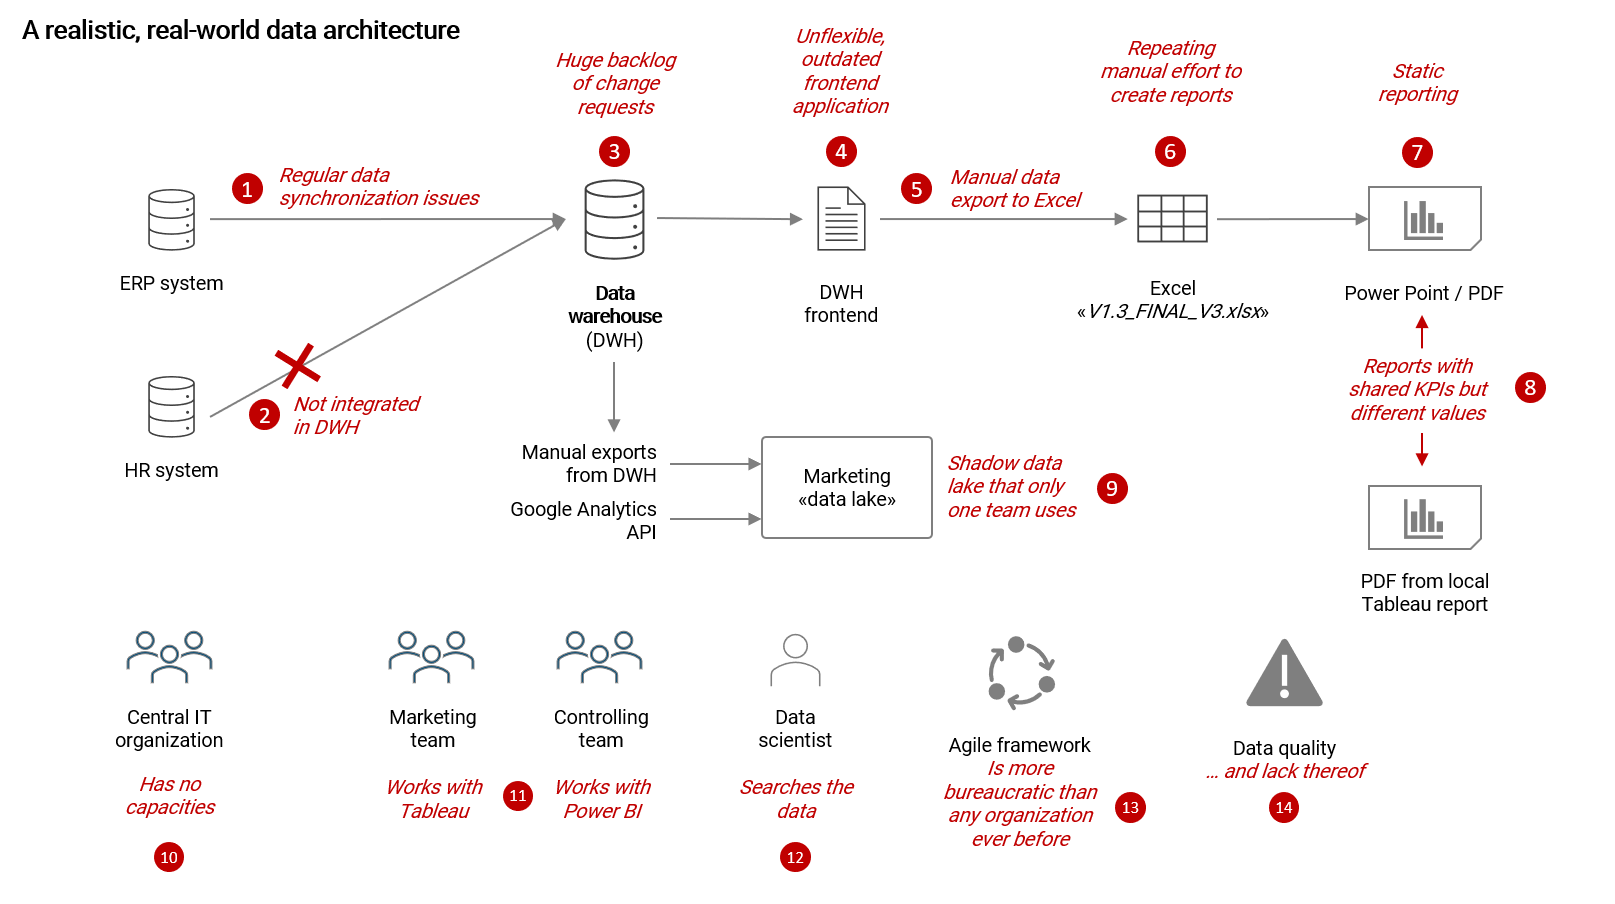 A realistic, real-world data architecture
Huge backlog
of change
requests
Unflexible,
outdated
frontend
application
Repeating
manual effort to
create reports
Static
reporting
3
4
6
7
1
Regular data
synchronization issues
5
Manual data
export to Excel
ERP system
Data
warehouse
(DWH)
DWH
frontend
Excel
«V1.3_FINAL_V3.xlsx»
Power Point / PDF
2
Not integrated
in DWH
HR system
Reports with
shared KPIs but
different values
8
Manual exports
from DWH
Google Analytics
API
Marketing
«data lake»
Shadow data
lake that only
one team uses
9
PDF from local
Tableau report
Central IT
organization
Has no
capacities
10
Marketing
team
Works with
Tableau
11
Controlling
team
Works with
Power BI
Data
scientist
Searches the
data
12
Agile framework
Is more
bureaucratic than
any organization
ever before
13
Data quality
... and lack thereof
14